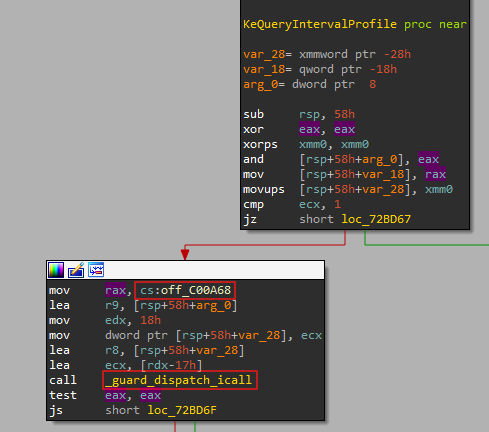 KeQueryIntervalProfile proc near
var_28= xmmword ptr -28h
var_18= qword ptr -18h
arg_0= dword ptr  8
sub     rsp, 58h
xor     eax, eax
xorps   xmm0, xmm0
and     [rsp+58h+arg_0], eax
mov     [rsp+58h+var_18], rax
movups  [rsp+58h+var_28], xmm0
cmp     ecx, 1
jz      short loc_72BD67
mov     rax, cs:off_C00A68
lea     r9, [rsp+58h+arg_0]
mov     edx, 18h
mov     dword ptr [rsp+58h+var_28], ecx
lea     r8, [rsp+58h+var_28]
lea     ecx, [rdx-17h]
call    _guard_dispatch_icall
test    eax, eax
js      short loc_72BD6F